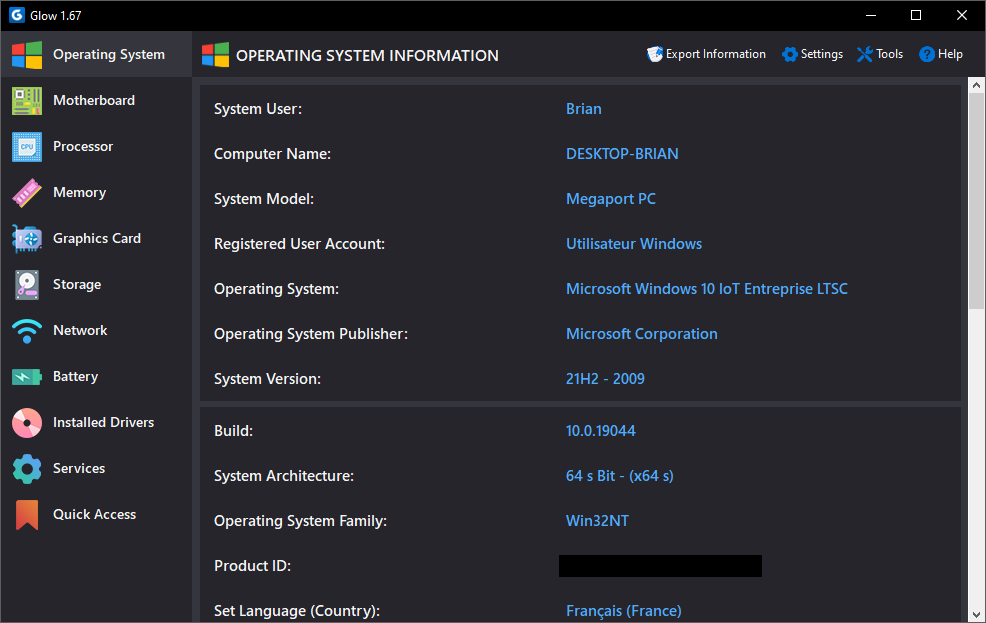 Glow 1.67
Operating System
OPERATING SYSTEM INFORMATION
Export Information
Settings
Tools
Help
Motherboard
CPU
Processor
Memory
Graphics Card
Storage
Network
Battery
Installed Drivers
Services
Quick Access
System User: Brian
Computer Name: DESKTOP-BRIAN
System Model: Megaport PC
Registered User Account: Utilisateur Windows
Operating System: Microsoft Windows 10 IoT Entreprise LTSC
Operating System Publisher: Microsoft Corporation
System Version: 21H2 - 2009
Build: 10.0.19044
System Architecture: 64 s Bit - (x64 s)
Operating System Family: Win32NT
Product ID:
Set Language (Country): Français (France)